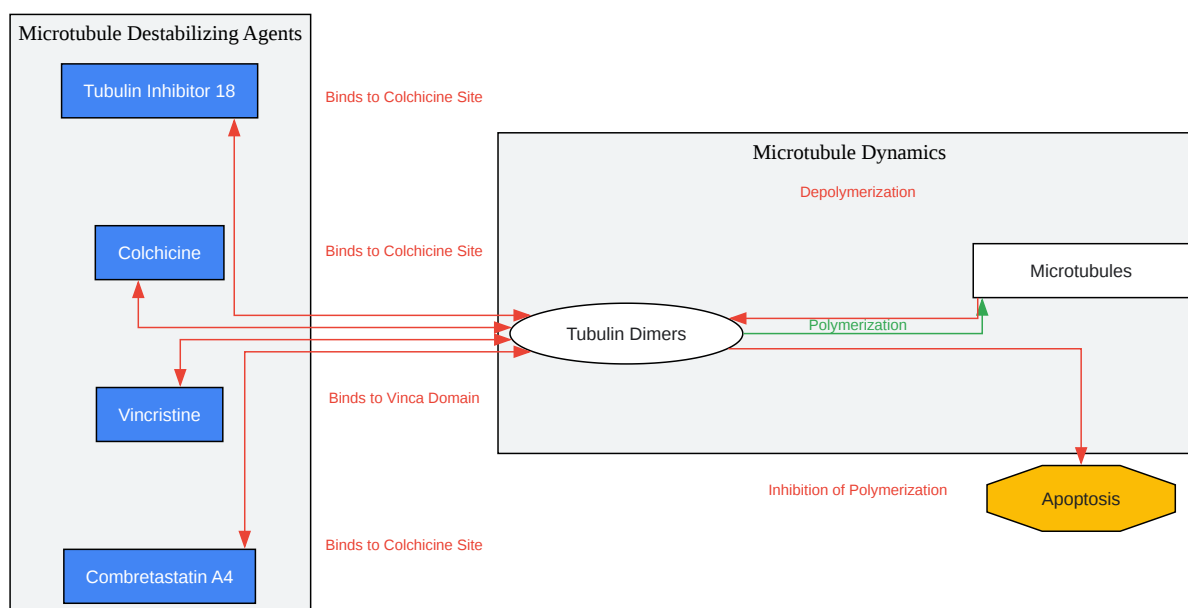 Microtubule Destabilizing Agents
Tubulin Inhibitor 18
Binds to Colchicine Site
Microtubule Dynamics
Depolymerization
Colchicine
Binds to Colchicine Site
Microtubules
Tubulin Dimers
Polymerization
Vincristine
Binds to Vinca Domain
Inhibition of Polymerization
Apoptosis
Combretastatin A4
Binds to Colchicine Site